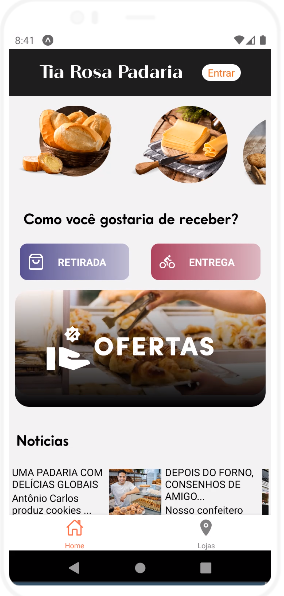 8:41
Tia Rosa Padaria
Entrar
Como você gostaria de receber?
RETIRADA
ENTREGA
OFERTAS
Noticias
UMA PADARIA COM
DELÍCIAS GLOBAIS
Antônio Carlos
produz cookies ...
DEPOIS DO FORNO,
CONSENHOS DE
AMIGO...
Nosso confeitero
Home
Lojas